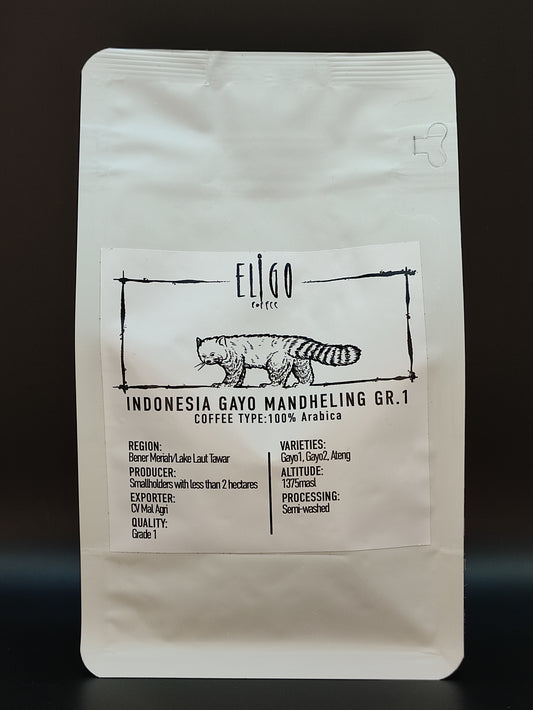 ELIGO
coffee
INDONESIA GAYO MANDHELING GR.1
COFFEE TYPE:100% Arabica
REGION:
Bener Meriah/Lake Laut Tawar
PRODUCER:
Smallholders with less than 2 hectares
EXPORTER:
CV Mal Agri
QUALITY:
Grade 1
VARIETIES:
Gayo1, Gayo2, Ateng
ALTITUDE:
1375masl
PROCESSING:
Semi-washed